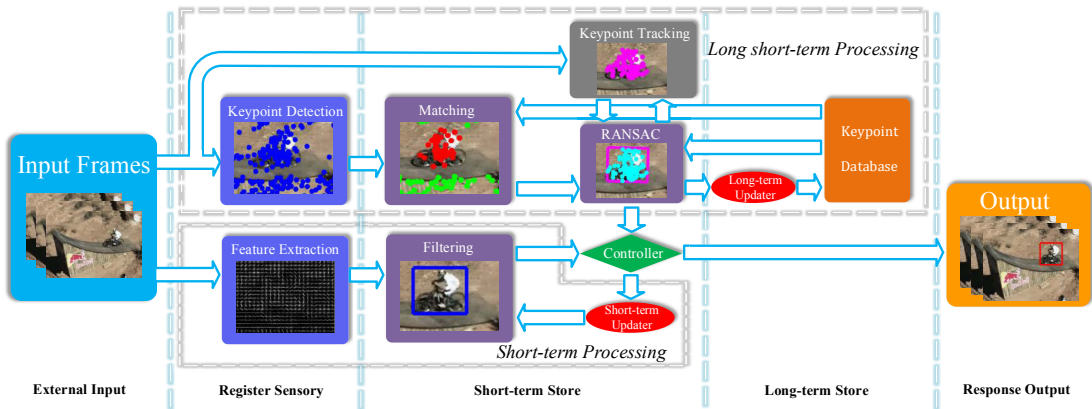 Keypoint Tracking
Long short-term Processing
Keypoint Detection
Matching
RANSAC
Keypoint
Database
Input Frames
Long-term
Updater
Output
Feature Extraction
Filtering
Controller
Short-term
Updater
Short-term Processing
External Input
Register Sensory
Short-term Store
Long-term Store
Response Output